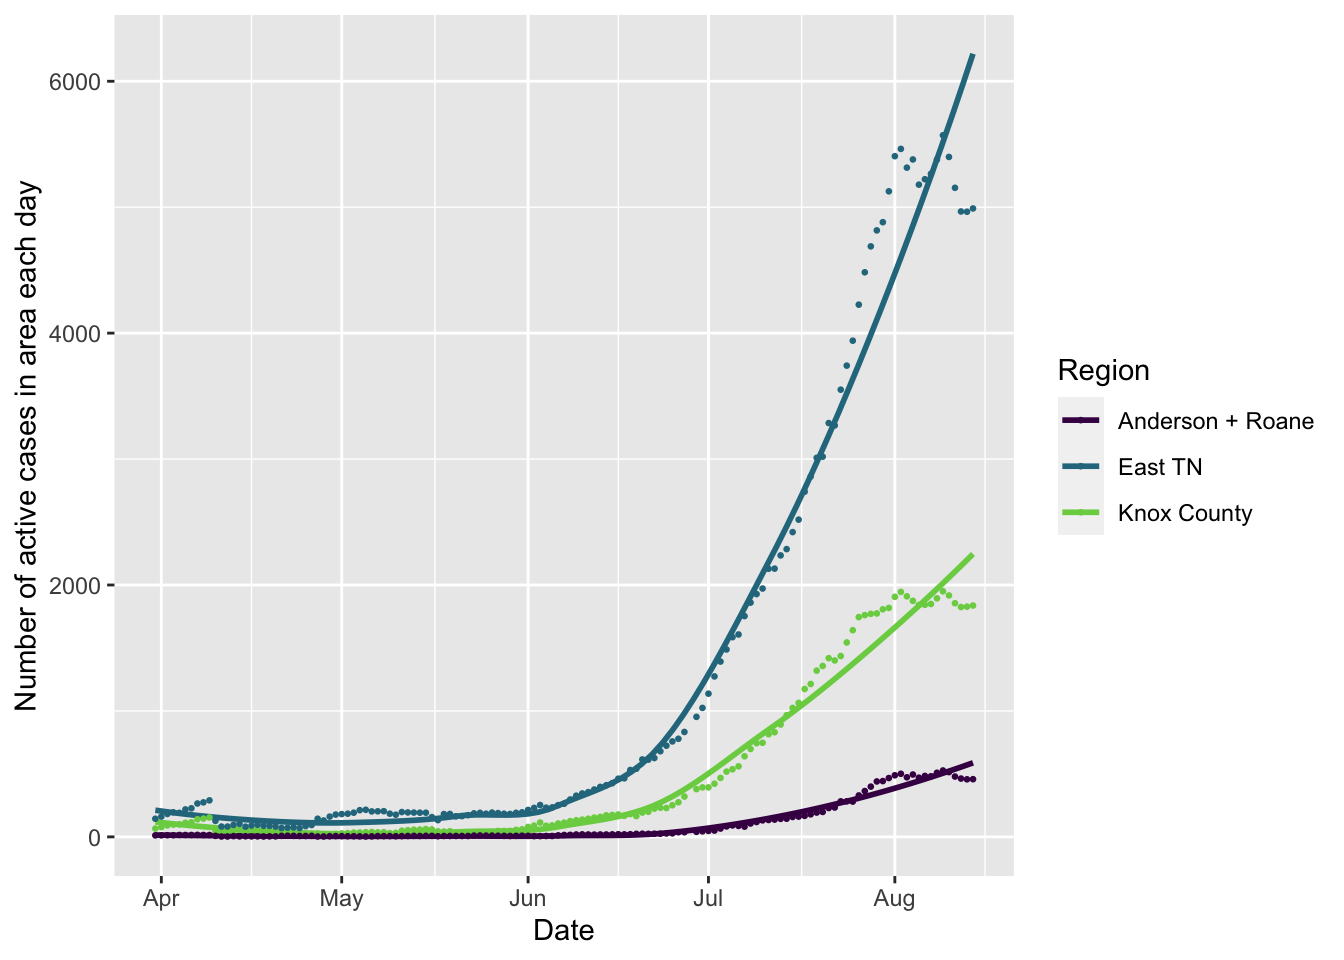 6000
4000
2000
0
Number of active cases in area each day
Apr May Jun Jul Aug
Date
Region
Anderson + Roane
East TN
Knox County